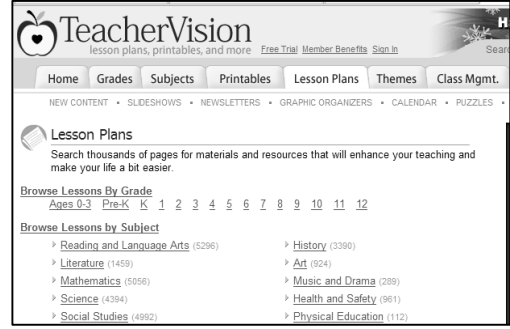 TeacherVision
H
lesson plans, printables, and more Free Trial Member Benefits Sign In
Sear
Home Grades Subjects Printables Lesson Plans Themes Class Mgmt.
NEW CONTENT • SLIDESHOWS • NEWSLETTERS • GRAPHIC ORGANIZERS • CALENDAR • PUZZLES •
Lesson Plans
Search thousands of pages for materials and resources that will enhance your teaching and
make your life a bit easier.
Browse Lessons By Grade
Ages 0-3 Pre-K K 1 2 3 4 5 6 7 8 9 10 11 12
Browse Lessons by Subject
Reading and Language Arts (5296)
Literature (1459)
Mathematics (5056)
Science (4394)
Social Studies (4992)
History (3390)
Art (924)
Music and Drama (289)
Health and Safety (961)
Physical Education (112)